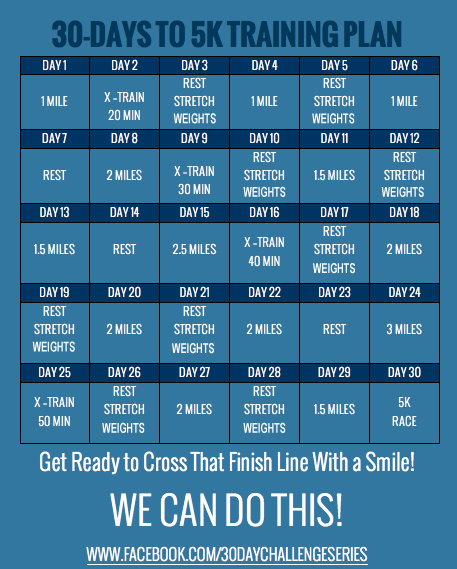 30-DAYS TO 5K TRAINING PLAN
DAY 1 DAY 2 DAY 3 DAY 4 DAY 5 DAY 6
1 MILE
X –TRAIN
20 MIN
REST
STRETCH
WEIGHTS
1 MILE
REST
STRETCH
WEIGHTS
1 MILE
DAY 7 DAY 8 DAY 9 DAY 10 DAY 11 DAY 12
REST
2 MILES
X –TRAIN
30 MIN
REST
STRETCH
WEIGHTS
1.5 MILES
REST
STRETCH
WEIGHTS
DAY 13 DAY 14 DAY 15 DAY 16 DAY 17 DAY 18
1.5 MILES
REST
2.5 MILES
X –TRAIN
40 MIN
REST
STRETCH
WEIGHTS
2 MILES
DAY 19 DAY 20 DAY 21 DAY 22 DAY 23 DAY 24
REST
STRETCH
WEIGHTS
2 MILES
REST
STRETCH
WEIGHTS
2 MILES
REST
3 MILES
DAY 25 DAY 26 DAY 27 DAY 28 DAY 29 DAY 30
X –TRAIN
50 MIN
REST
STRETCH
WEIGHTS
2 MILES
REST
STRETCH
WEIGHTS
1.5 MILES
5K
RACE
Get Ready to Cross That Finish Line With a Smile!
WE CAN DO THIS!
WWW.FACEBOOK.COM/30DAYCHALLENGESERIES